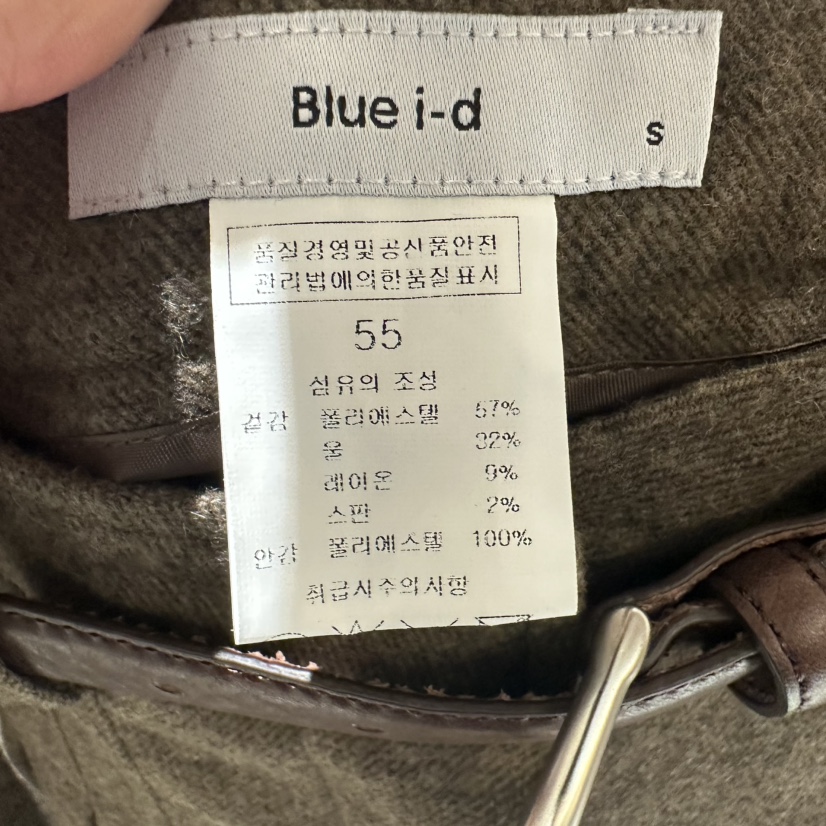 Blue i-d
S
품질경영및공산품안전
관리법에의한품질표시
55
섬유의 조성
겉감 폴리에스텔 57%
울 32%
레이온 9%
스판 2%
안감 폴리에스텔 100%
취급시주의사항